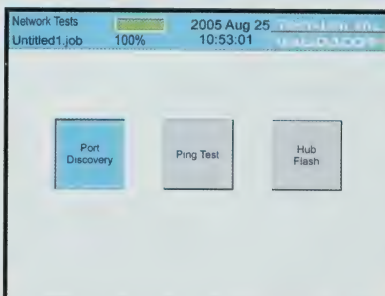 Network Tests
2005 Aug 25
Untitled1.job 100% 10:53:01
Port
Discovery
Ping Test
Hub
Flash